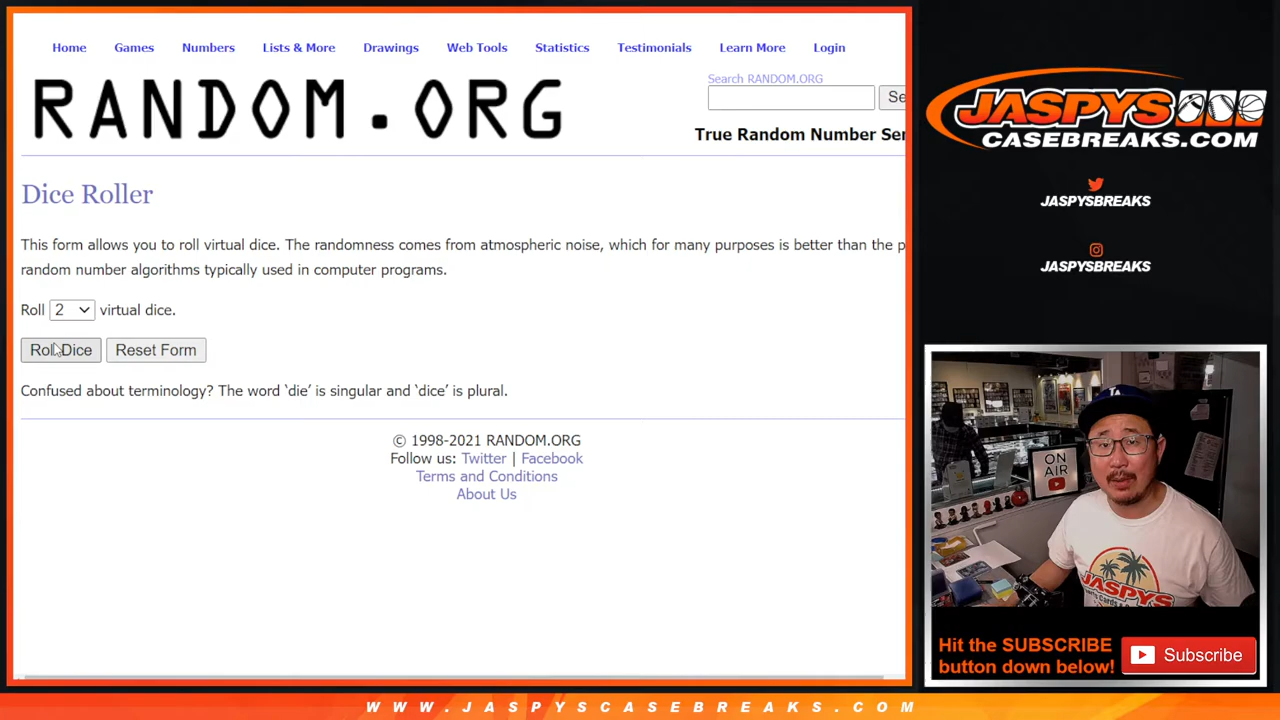 Home Games Numbers Lists & More Drawings Web Tools Statistics Testimonials Learn More Login
RANDOM.ORG
Search RANDOM.ORG
Se
True Random Number Ser
Dice Roller
This form allows you to roll virtual dice. The randomness comes from atmospheric noise, which for many purposes is better than the p
random number algorithms typically used in computer programs.
Roll 2 virtual dice.
Roll Dice Reset Form
Confused about terminology? The word ‘die’ is singular and ‘dice’ is plural.
© 1998-2021 RANDOM.ORG
Follow us: Twitter | Facebook
Terms and Conditions
About Us
JASPYS
CASEBREAKS.COM
JASPYSBREAKS
JASPYSBREAKS
ON
AIR
LA
JASPYS
Hit the SUBSCRIBE
button down below!
Subscribe
WWW.JASPYSCASEBREAKS.COM